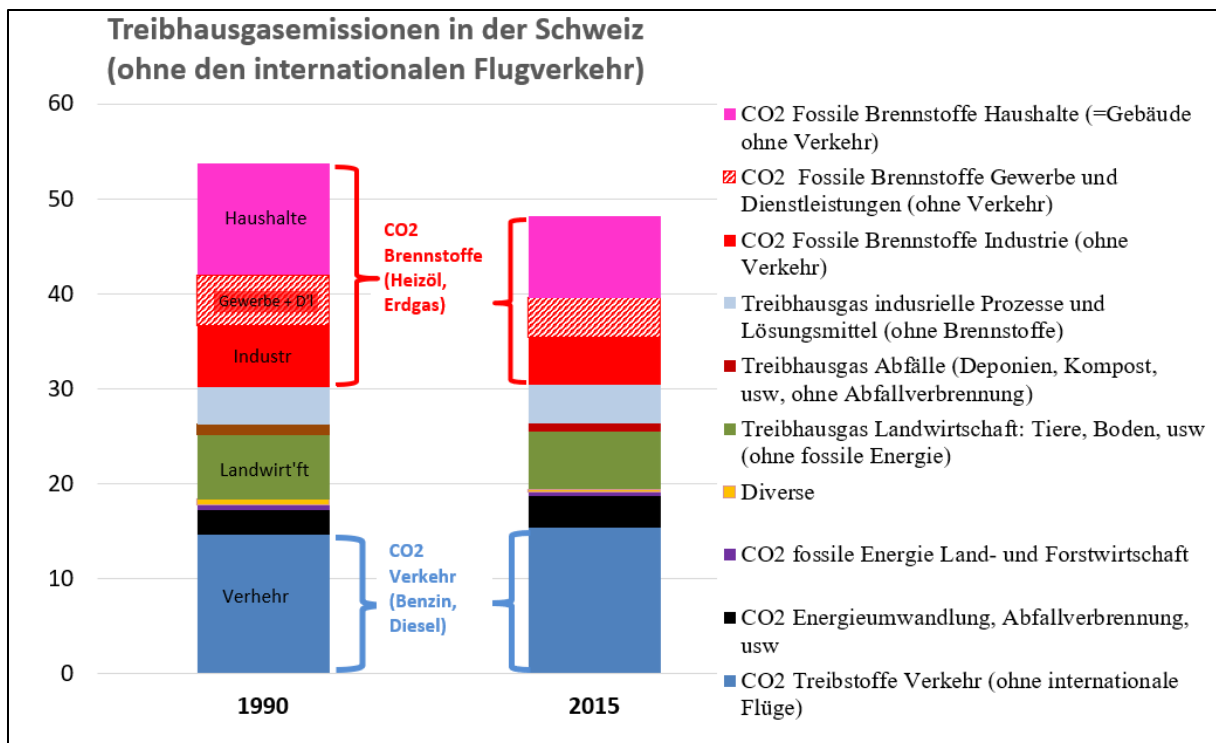 Treibhausgasemissionen in der Schweiz
(ohne den internationalen Flugverkehr)
60
50
40
30
20
10
0
Haushalte
Gewerbe + D'l
Industr
Landwirt'ft
Verhehr
CO2
Brennstoffe
(Heizöl,
Erdgas)
CO2
Verkehr
(Benzin,
Diesel)
1990
2015
CO2 Fossile Brennstoffe Haushalte (=Gebäude
ohne Verkehr)
CO2 Fossile Brennstoffe Gewerbe und
Dienstleistungen (ohne Verkehr)
CO2 Fossile Brennstoffe Industrie (ohne
Verkehr)
Treibhausgas indusrielle Prozesse und
Lösungsmittel (ohne Brennstoffe)
Treibhausgas Abfälle (Deponien, Kompost,
usw, ohne Abfallverbrennung)
Treibhausgas Landwirtschaft: Tiere, Boden, usw
(ohne fossile Energie)
Diverse
CO2 fossile Energie Land- und Forstwirtschaft
CO2 Energieumwandlung, Abfallverbrennung,
usw
CO2 Treibstoffe Verkehr (ohne internationale
Flüge)